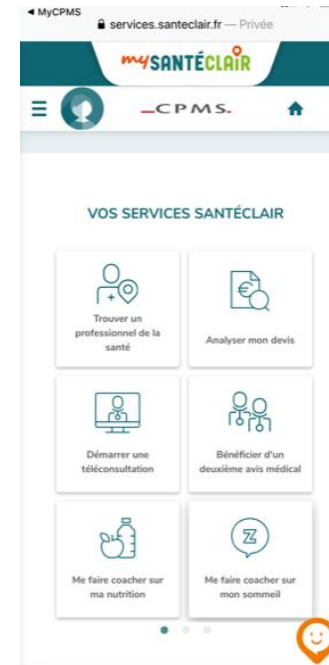 ◄ MyCPMS
services.santeclair.fr — Privée
mySANTÉCLAIR
CPMS.
VOS SERVICES SANTÉCLAIR
Trouver un
professionnel de la
santé
Analyser mon devis
Démarrer une
téléconsultation
Bénéficier d'un
deuxième avis médical
Me faire coacher sur
ma nutrition
Z
Me faire coacher sur
mon sommeil